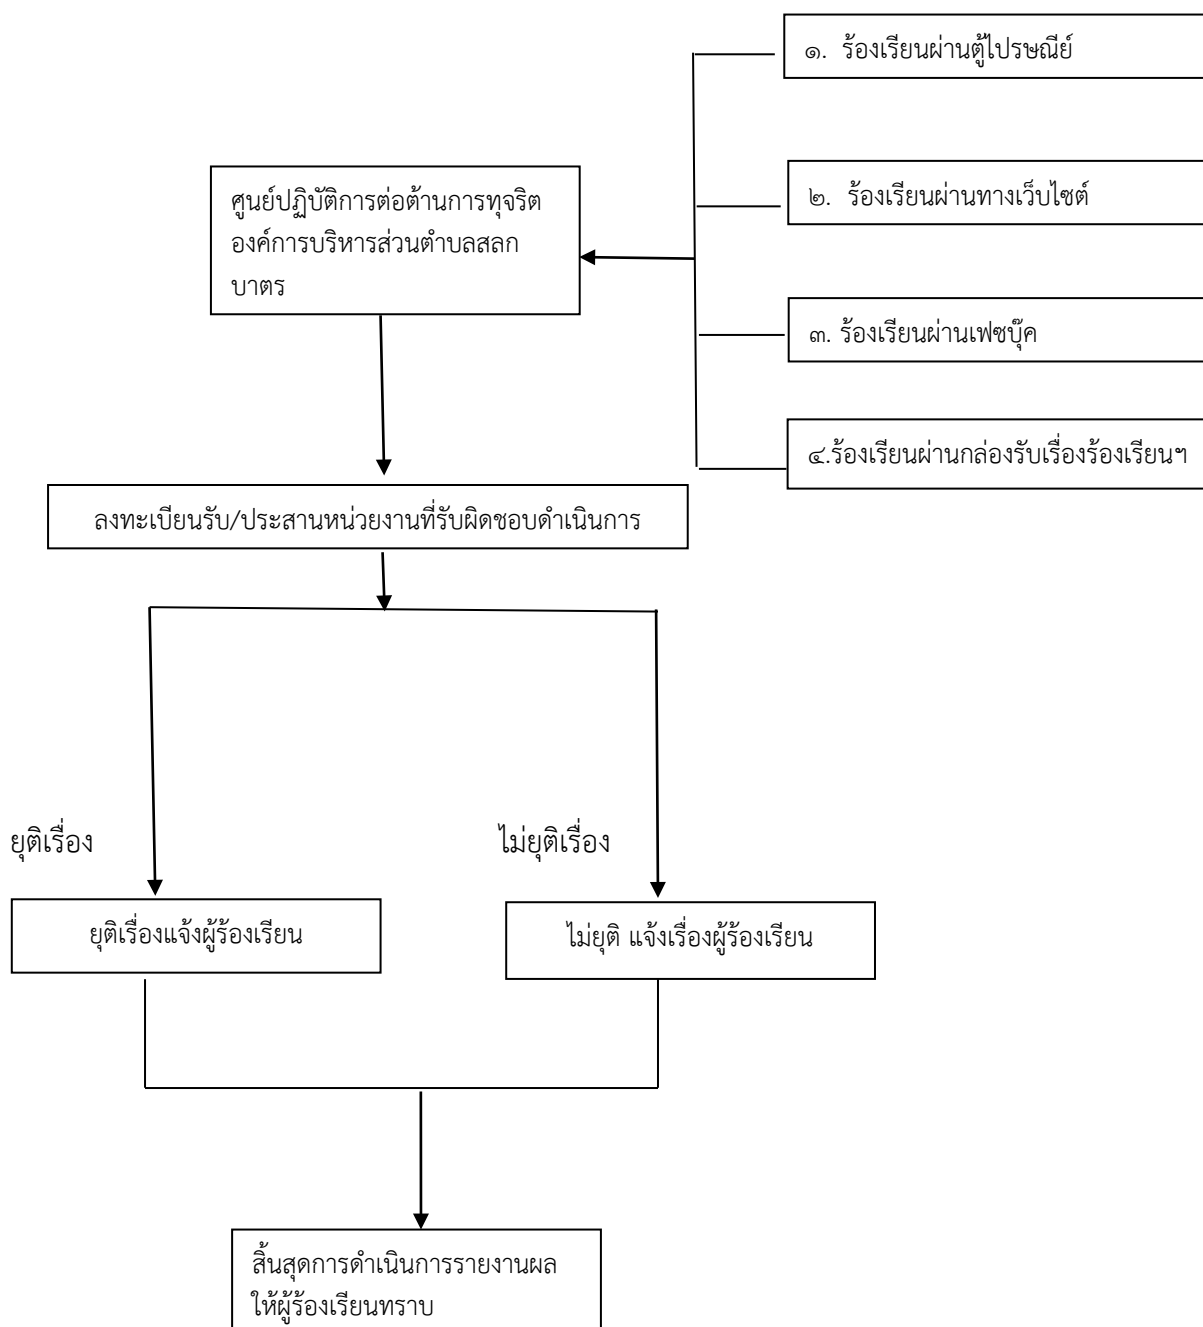 ๑. ร้องเรียนผ่านตู้ไปรษณีย์
ศูนย์ปฏิบัติการต่อต้านการทุจริต
องค์การบริหารส่วนตำบลสลก
บาตร
๒. ร้องเรียนผ่านทางเว็บไซต์
๓. ร้องเรียนผ่านเฟซบุ๊ค
๔.ร้องเรียนผ่านกล่องรับเรื่องร้องเรียนฯ
ลงทะเบียนรับ/ประสานหน่วยงานที่รับผิดชอบดำเนินการ
ยุติเรื่อง
ไม่ยุติเรื่อง
ยุติเรื่องแจ้งผู้ร้องเรียน
ไม่ยุติ แจ้งเรื่องผู้ร้องเรียน
สิ้นสุดการดำเนินการรายงานผล
ให้ผู้ร้องเรียนทราบ